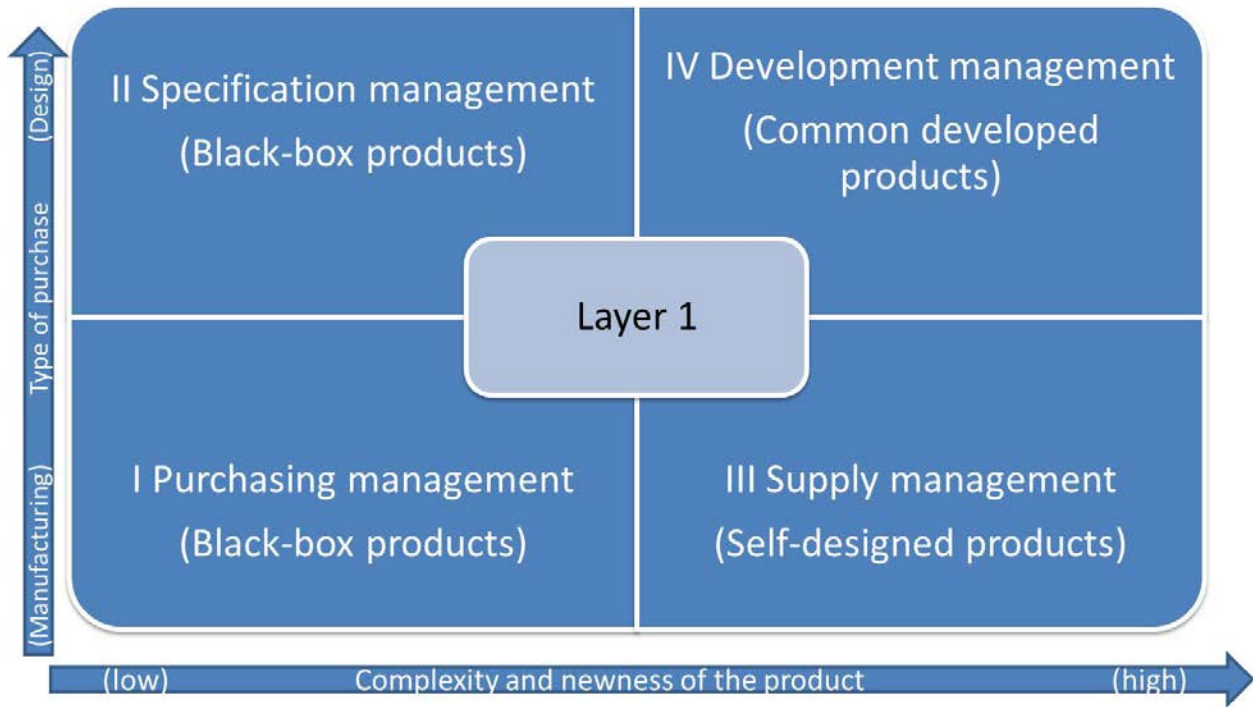 II Specification management
(Black-box products)
IV Development management
(Common developed
products)
Layer 1
I Purchasing management
(Black-box products)
III Supply management
(Self-designed products)
(Manufacturing) Type of purchase (Design)
(low) Complexity and newness of the product (high)